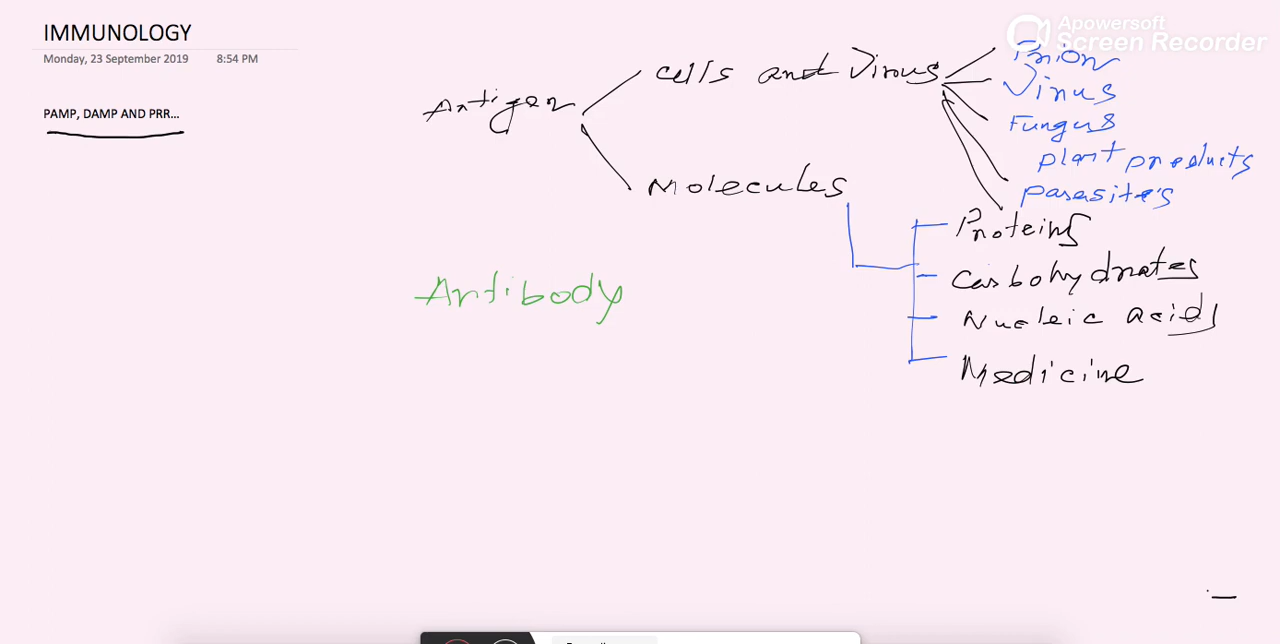 IMMUNOLOGY
Monday, 23 September 2019 8:54 PM
PAMP, DAMP AND PRR...
Apowersoft
Screen Recorder
Antigen
cells and Virus
Prion
Virus
Fungus
plant products
parasites
Molecules
Proteins
Carbohydrates
Nucleic acids
Medicine
Antibody